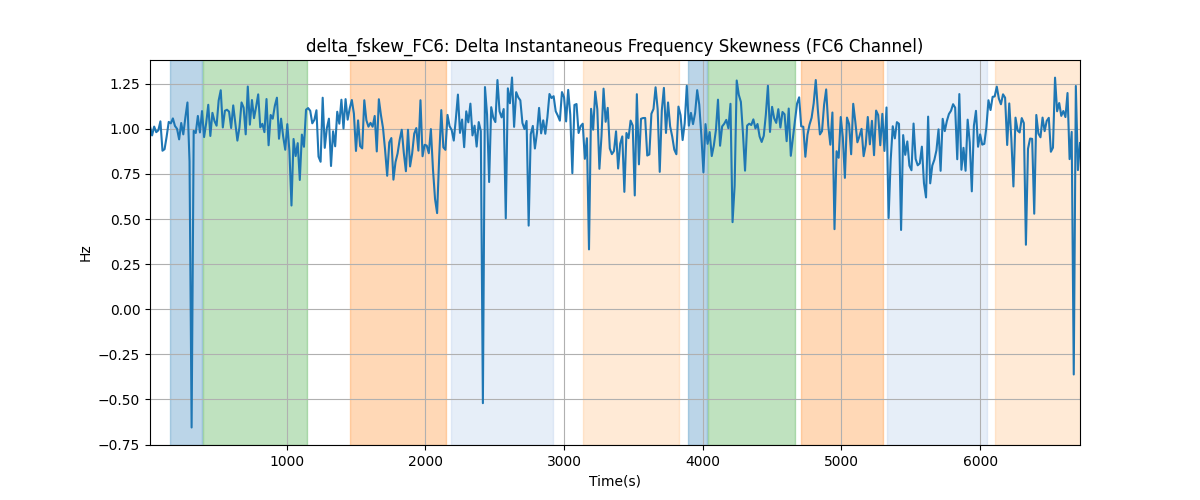 delta_fskew_FC6: Delta Instantaneous Frequency Skewness (FC6 Channel)
1.25
1.00
0.75
0.50
0.25
0.00
−0.25
−0.50
−0.75
Hz
1000 2000 3000 4000 5000 6000
Time(s)